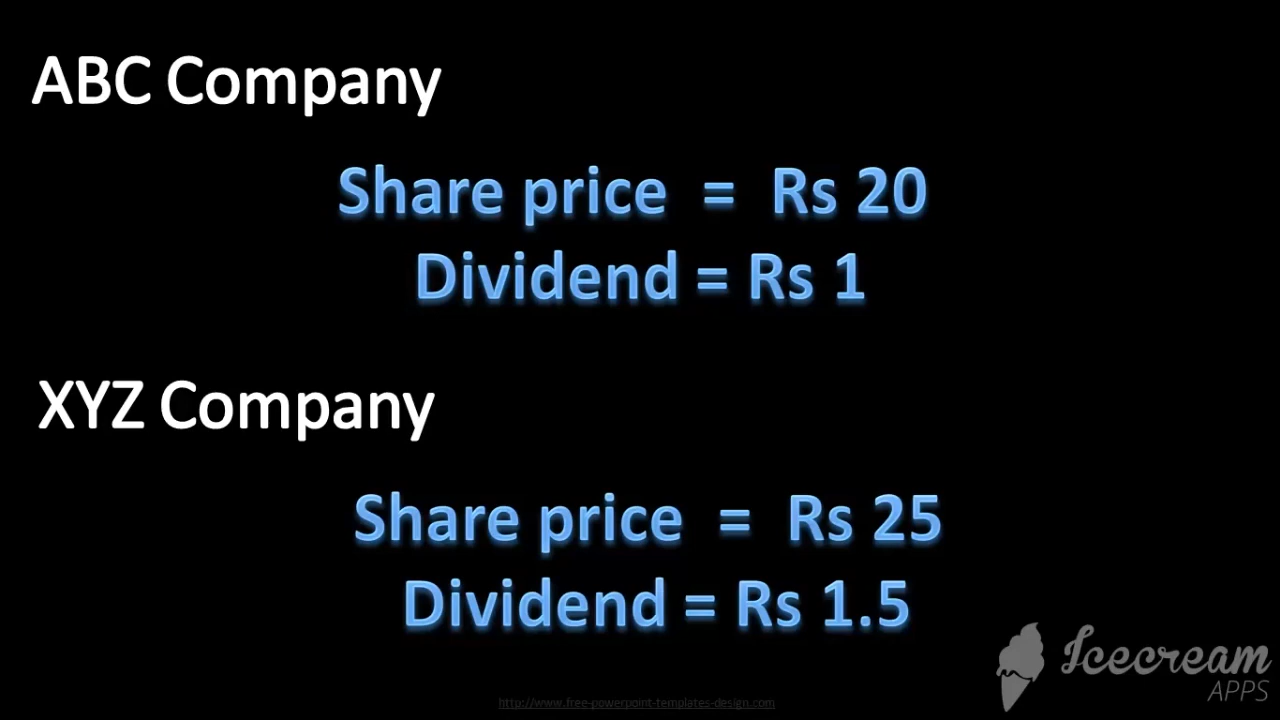 ABC Company
Share price = Rs 20
Dividend = Rs 1
XYZ Company
Share price = Rs 25
Dividend = Rs 1.5
Icecream
APPS
http://www.free-powerpoint-templates-design.com